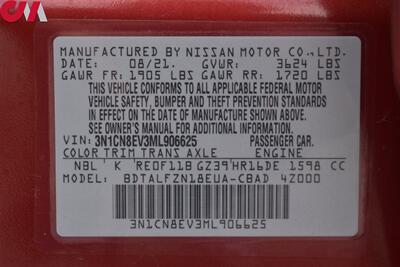 MANUFACTURED BY NISSAN MOTOR CO., LTD.
DATE: 08/21. GVWR: 3624 LBS
GAWR FR: 1905 LBS GAWR RR: 1720 LBS
THIS VEHICLE CONFORMS TO ALL APPLICABLE FEDERAL MOTOR
VEHICLE SAFETY, BUMPER AND THEFT PREVENTION STANDARDS
IN EFFECT ON THE DATE OF MANUFACTURE SHOWN ABOVE.
SEE OWNERS MANUAL FOR ADDITIONAL INFORMATION
VIN: 3N1CN8EV3ML906625 PASSENGER CAR.
COLOR TRIM TRANS AXLE ENGINE
NBL K RE0F11B GZ39 HR16DE 1598 CC
BDTALFZN18EUA-CBAD 4Z000
3N1CN8EV3ML906625